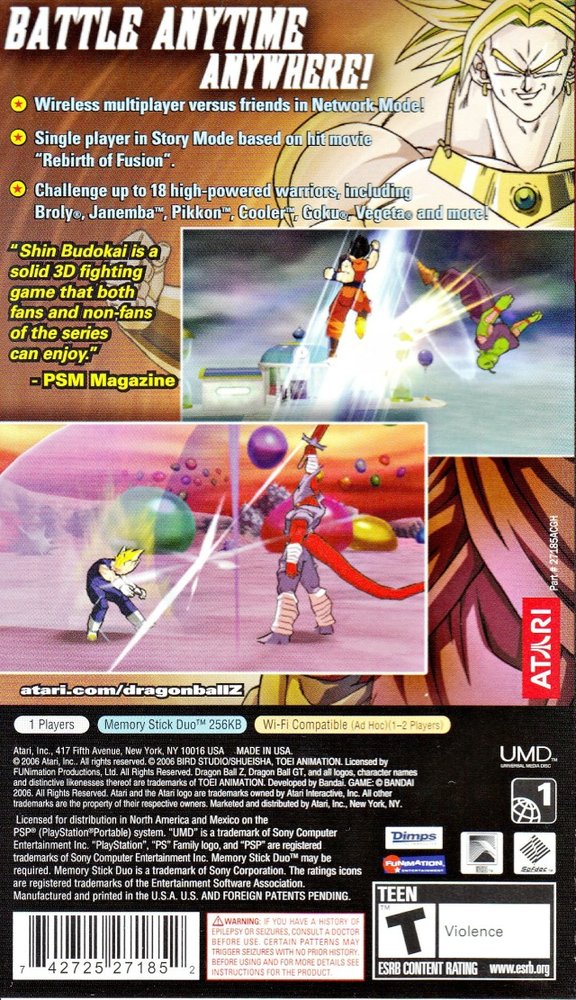 BATTLE ANYTIME
ANYWHERE!
Wireless multiplayer versus friends in Network Mode!
Single player in Story Mode based on hit movie
“Rebirth of Fusion”.
Challenge up to 18 high-powered warriors, including
Broly®, Janemba™, Pikkon™, Cooler™, Goku®, Vegeta® and more!
“Shin Budokai is a
solid 3D fighting
game that both
fans and non-fans
of the series
can enjoy.”
- PSM Magazine
Part # 27185ACGH
ATARI
atari.com/dragonballZ
1 Players
Memory Stick Duo™ 256KB
Wi-Fi Compatible (Ad Hoc)(1–2 Players)
Atari, Inc., 417 Fifth Avenue, New York, NY 10016 USA MADE IN USA.
© 2006 Atari, Inc., All rights reserved. © 2006 BIRD STUDIO/SHUEISHA, TOEI ANIMATION. Licensed by
FUNimation Productions, Ltd. All Rights Reserved. Dragon Ball Z, Dragon Ball GT, and all logos, character names
and distinctive likenesses thereof are trademarks of TOEI ANIMATION. Developed by Bandai. GAME: © BANDAI
2006. All Rights Reserved. Atari and the Atari logo are trademarks owned by Atari Interactive, Inc. All other
trademarks are the property of their respective owners. Marketed and distributed by Atari, Inc., New York, NY.
UMD™
UNIVERSAL MEDIA DISC
1
Licensed for distribution in North America and Mexico on the
PSP® (PlayStation®Portable) system. “UMD” is a trademark of Sony Computer
Entertainment Inc. “PlayStation”, “PS” Family logo, and “PSP” are registered
trademarks of Sony Computer Entertainment Inc. Memory Stick Duo™ may be
required. Memory Stick Duo is a trademark of Sony Corporation. The ratings icons
are registered trademarks of the Entertainment Software Association.
Manufactured and printed in the U.S.A. U.S. AND FOREIGN PATENTS PENDING.
Dimps
FUNIMATION
ENTERTAINMENT
Sofdec
7 42725 27185 2
WARNING: IF YOU HAVE A HISTORY OF
EPILEPSY OR SEIZURES, CONSULT A DOCTOR
BEFORE USE. CERTAIN PATTERNS MAY
TRIGGER SEIZURES WITH NO PRIOR HISTORY.
BEFORE USING AND FOR MORE DETAILS SEE
INSTRUCTIONS FOR THE PRODUCT.
TEEN
T
Violence
ESRB CONTENT RATING www.esrb.org